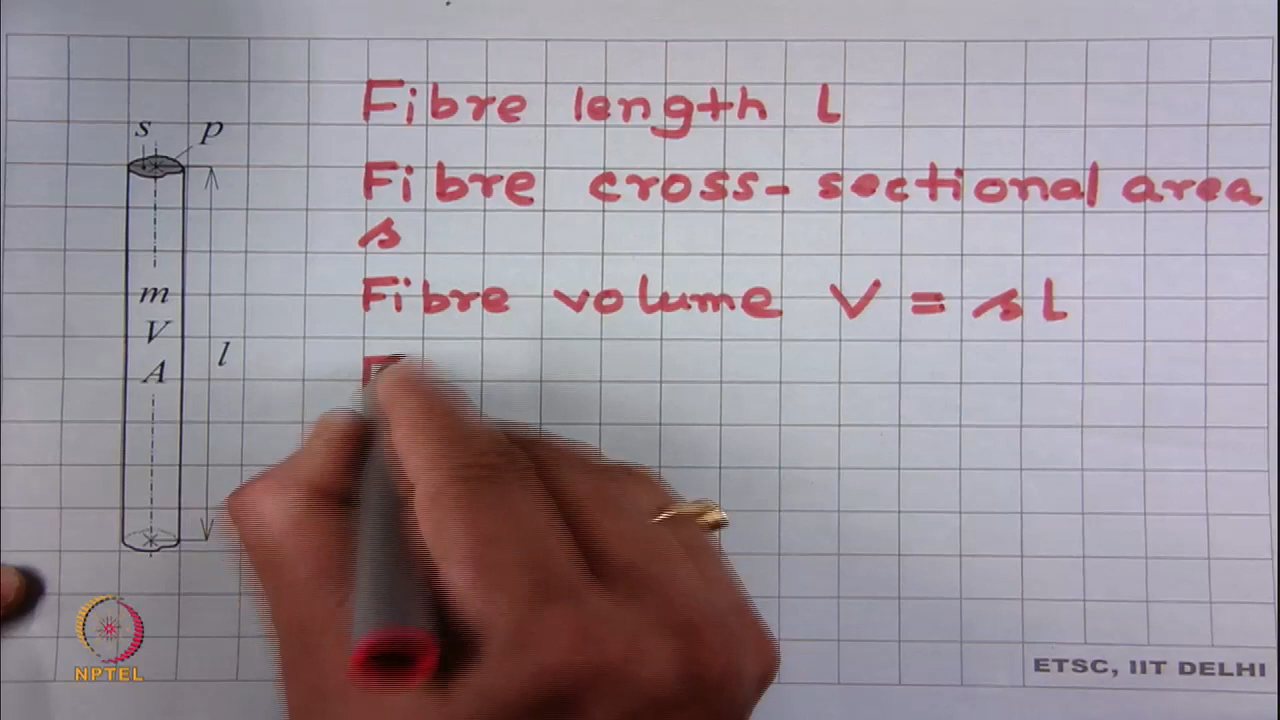 Fibre length l
Fibre cross-sectional area
s
Fibre volume V = sl
F
s p
m
V
A
l
NPTEL
ETSC, IIT DELHI